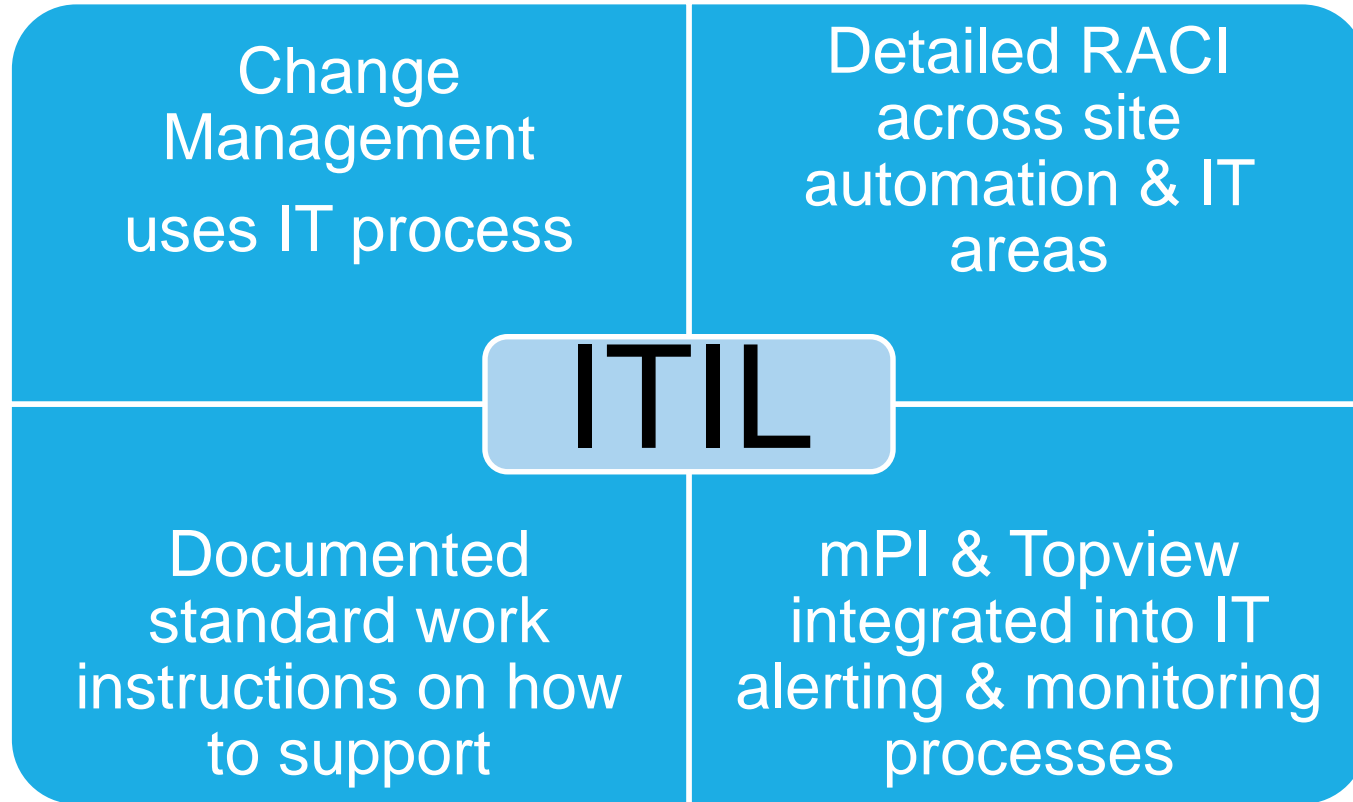 Change
Management
uses IT process
Detailed RACI
across site
automation & IT
areas
ITIL
Documented
standard work
instructions on how
to support
mPI & Topview
integrated into IT
alerting & monitoring
processes